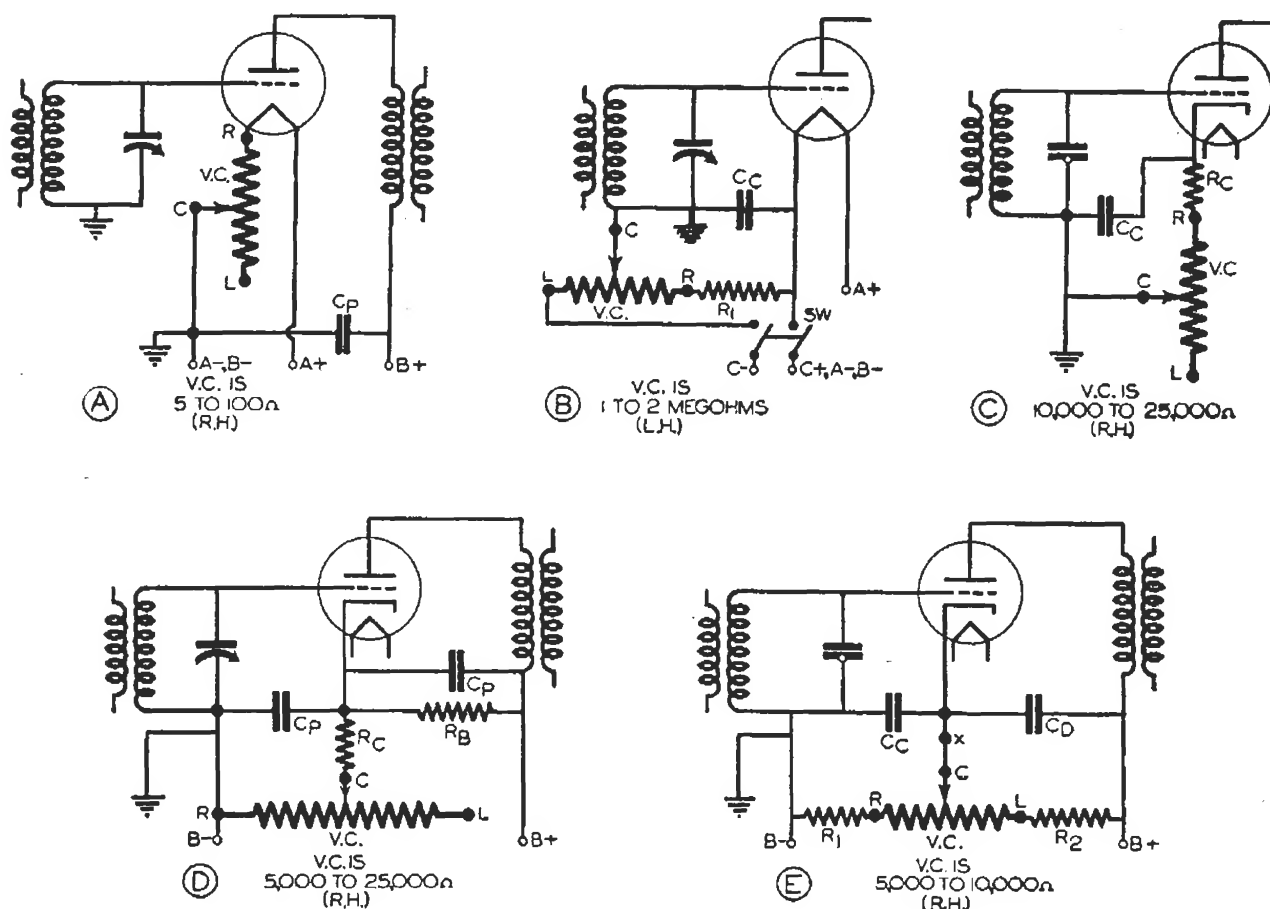 R
V.C.
C
L
CP
A-,B-
A+
B+
A
V.C. IS
5 TO 100Ω
(R.H.)
CC
C
L
R
V.C.
R1
A+
SW
C-
C+,A-,B-
B
V.C. IS
1 TO 2 MEGOHMS
(L.H.)
RC
R
CC
C
V.C
L
C
V.C. IS
10,000 TO 25,000Ω
(R.H.)
CP
CP
RC
RB
C
R
L
B-
V.C.
B+
D
V.C. IS
5,000 TO 25,000Ω
(R.H.)
CC
CD
X
C
R
L
B-
R1
V.C.
R2
B+
E
V.C. IS
5,000 TO 10,000Ω
(R.H.)